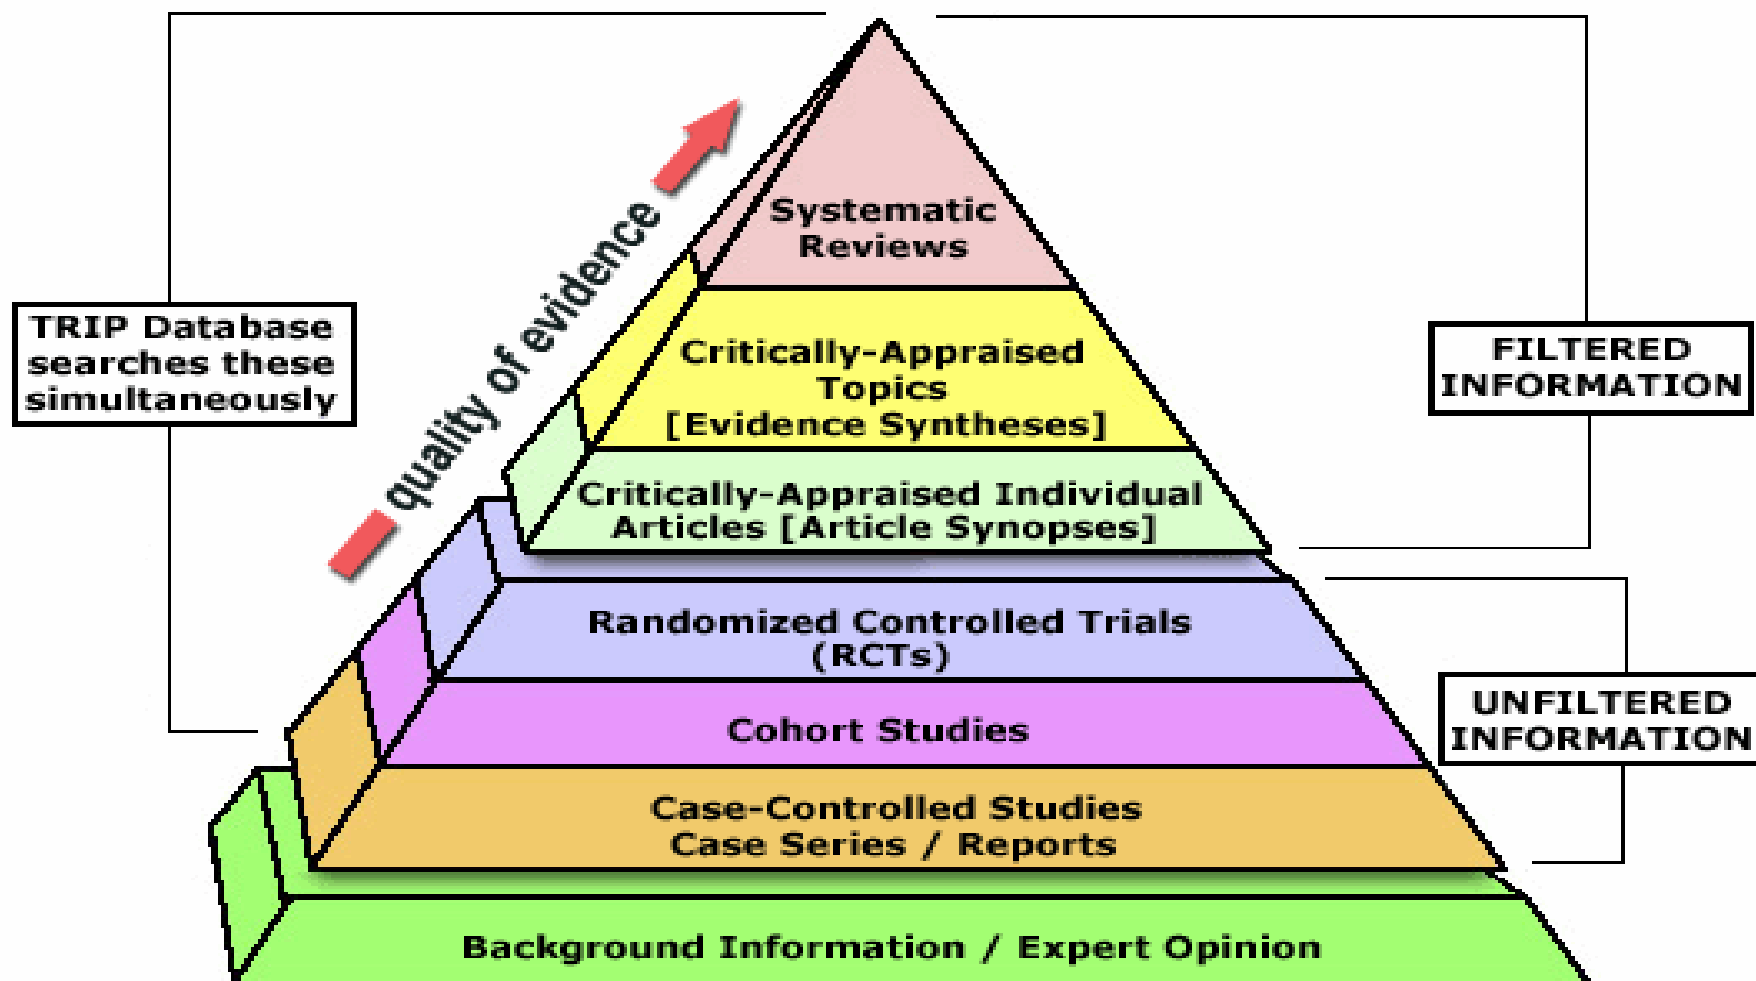 Systematic
Reviews
quality of evidence
TRIP Database
searches these
simultaneously
FILTERED
INFORMATION
Critically-Appraised
Topics
[Evidence Syntheses]
Critically-Appraised Individual
Articles [Article Synopses]
Randomized Controlled Trials
(RCTs)
UNFILTERED
INFORMATION
Cohort Studies
Case-Controlled Studies
Case Series / Reports
Background Information / Expert Opinion